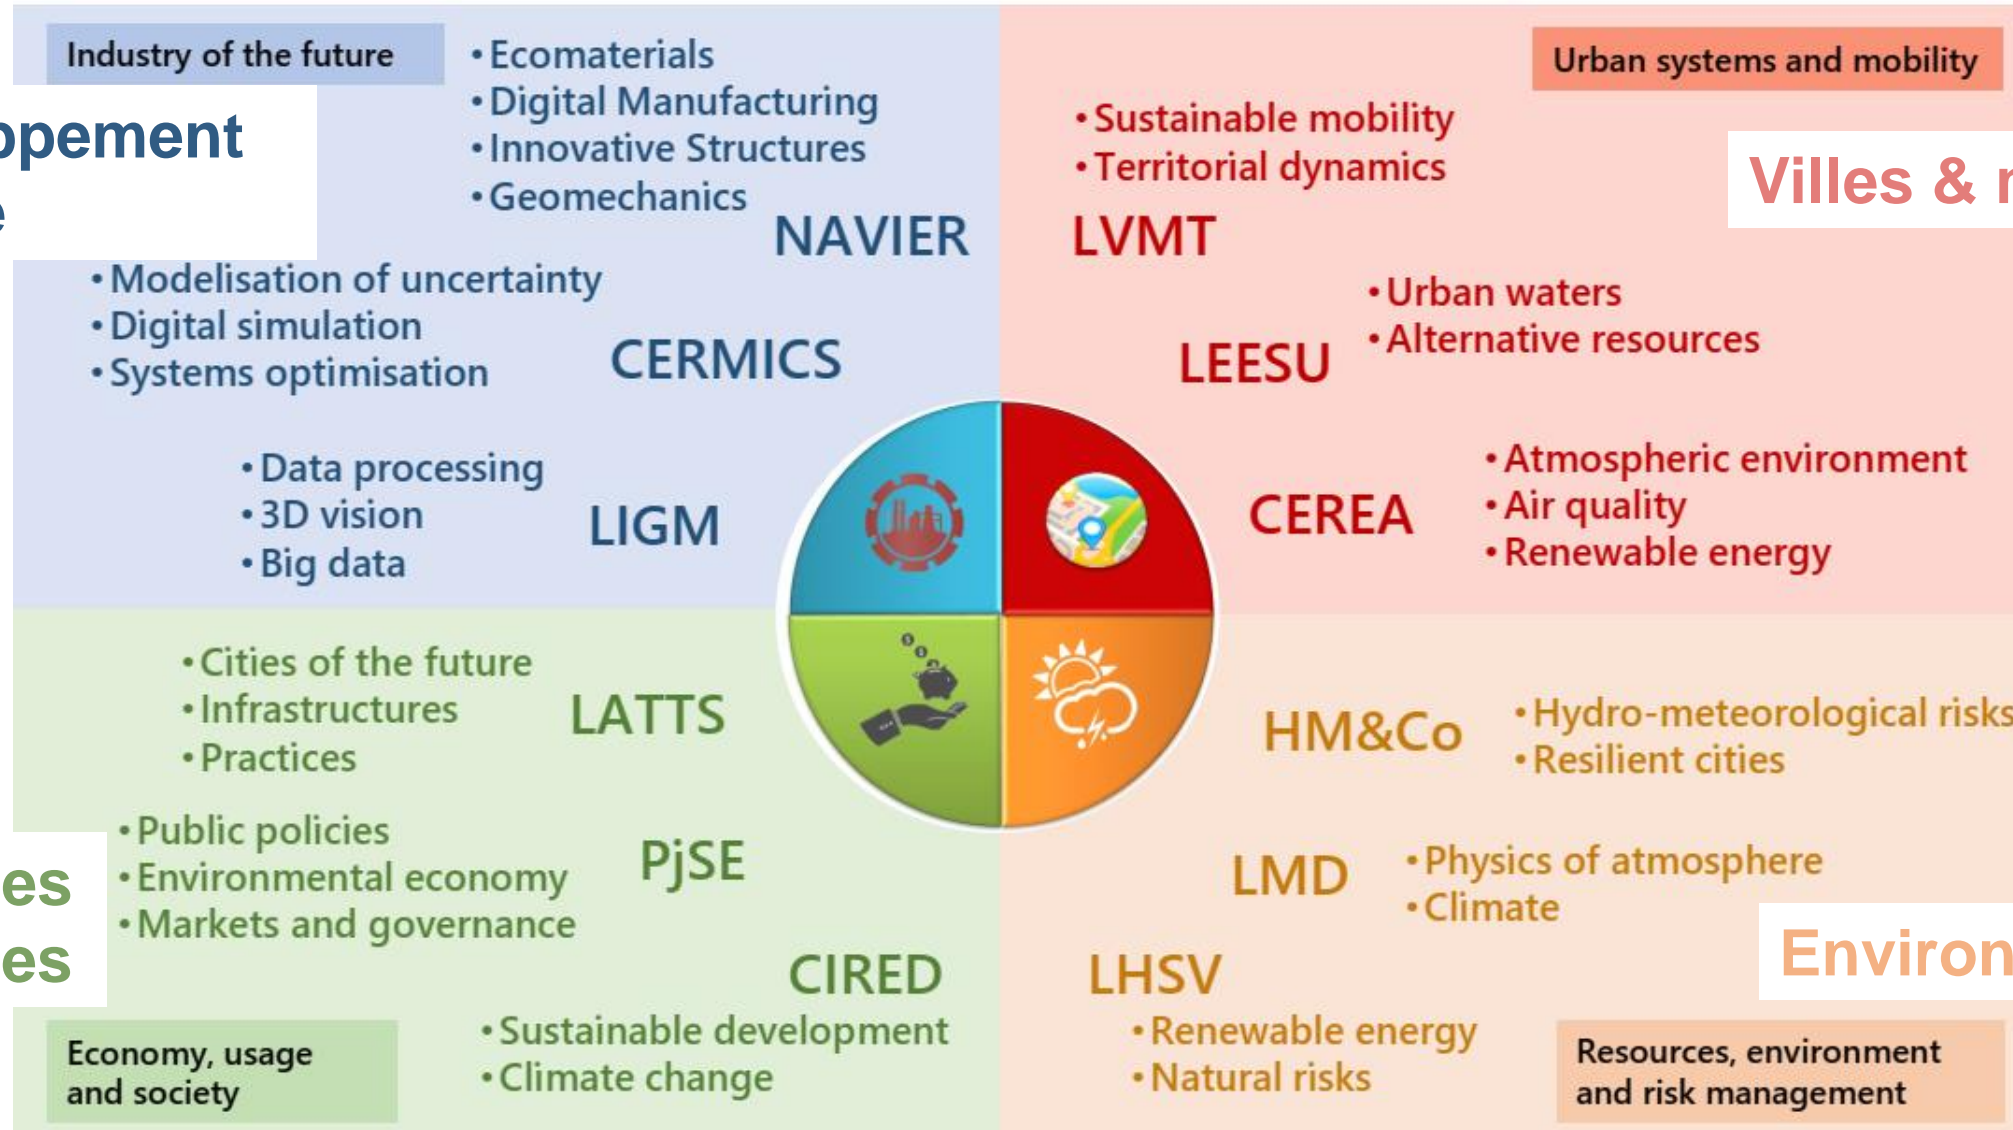 Industry of the future
• Ecomaterials
• Digital Manufacturing
• Innovative Structures
• Geomechanics
NAVIER
• Modelisation of uncertainty
• Digital simulation
• Systems optimisation
CERMICS
• Data processing
• 3D vision
• Big data
LIGM
Urban systems and mobility
Villes &
• Sustainable mobility
• Territorial dynamics
LVMT
• Urban waters
• Alternative resources
LEESU
• Atmospheric environment
• Air quality
• Renewable energy
CEREA
• Cities of the future
• Infrastructures
• Practices
LATTS
• Public policies
• Environmental economy
• Markets and governance
PjSE
CIRED
• Sustainable development
• Climate change
Economy, usage
and society
HM&Co
• Hydro-meteorological risks
• Resilient cities
LMD
• Physics of atmosphere
• Climate
LHSV
• Renewable energy
• Natural risks
Resources, environment
and risk management